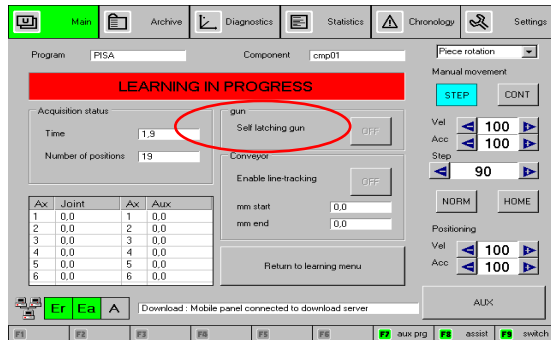 Main Archive Diagnostics Statistics Chronology Settings
Program PISA Component cmp01 Piece rotation
Manual movement
LEARNING IN PROGRESS
STEP CONT
Acquisition status
Time 1,9
Number of positions 19
gun
Self latching gun OFF
Vel 100
Acc 100
Step
90
Conveyor
Enable line-tracking OFF
mm start 0,0
mm end 0,0
NORM HOME
Ax Joint Ax Aux
1 0,0 1 0,0
2 0,0 2 0,0
3 0,0 3 0,0
4 0,0 4 0,0
5 0,0 5 0,0
6 0,0 6 0,0
Return to learning menu
Positioning
Vel 100
Acc 100
Er Ea A Download : Mobile panel connected to download server
AUX
F1 F2 F3 F4 F5 F6 F7 aux prg F8 assist F9 switch